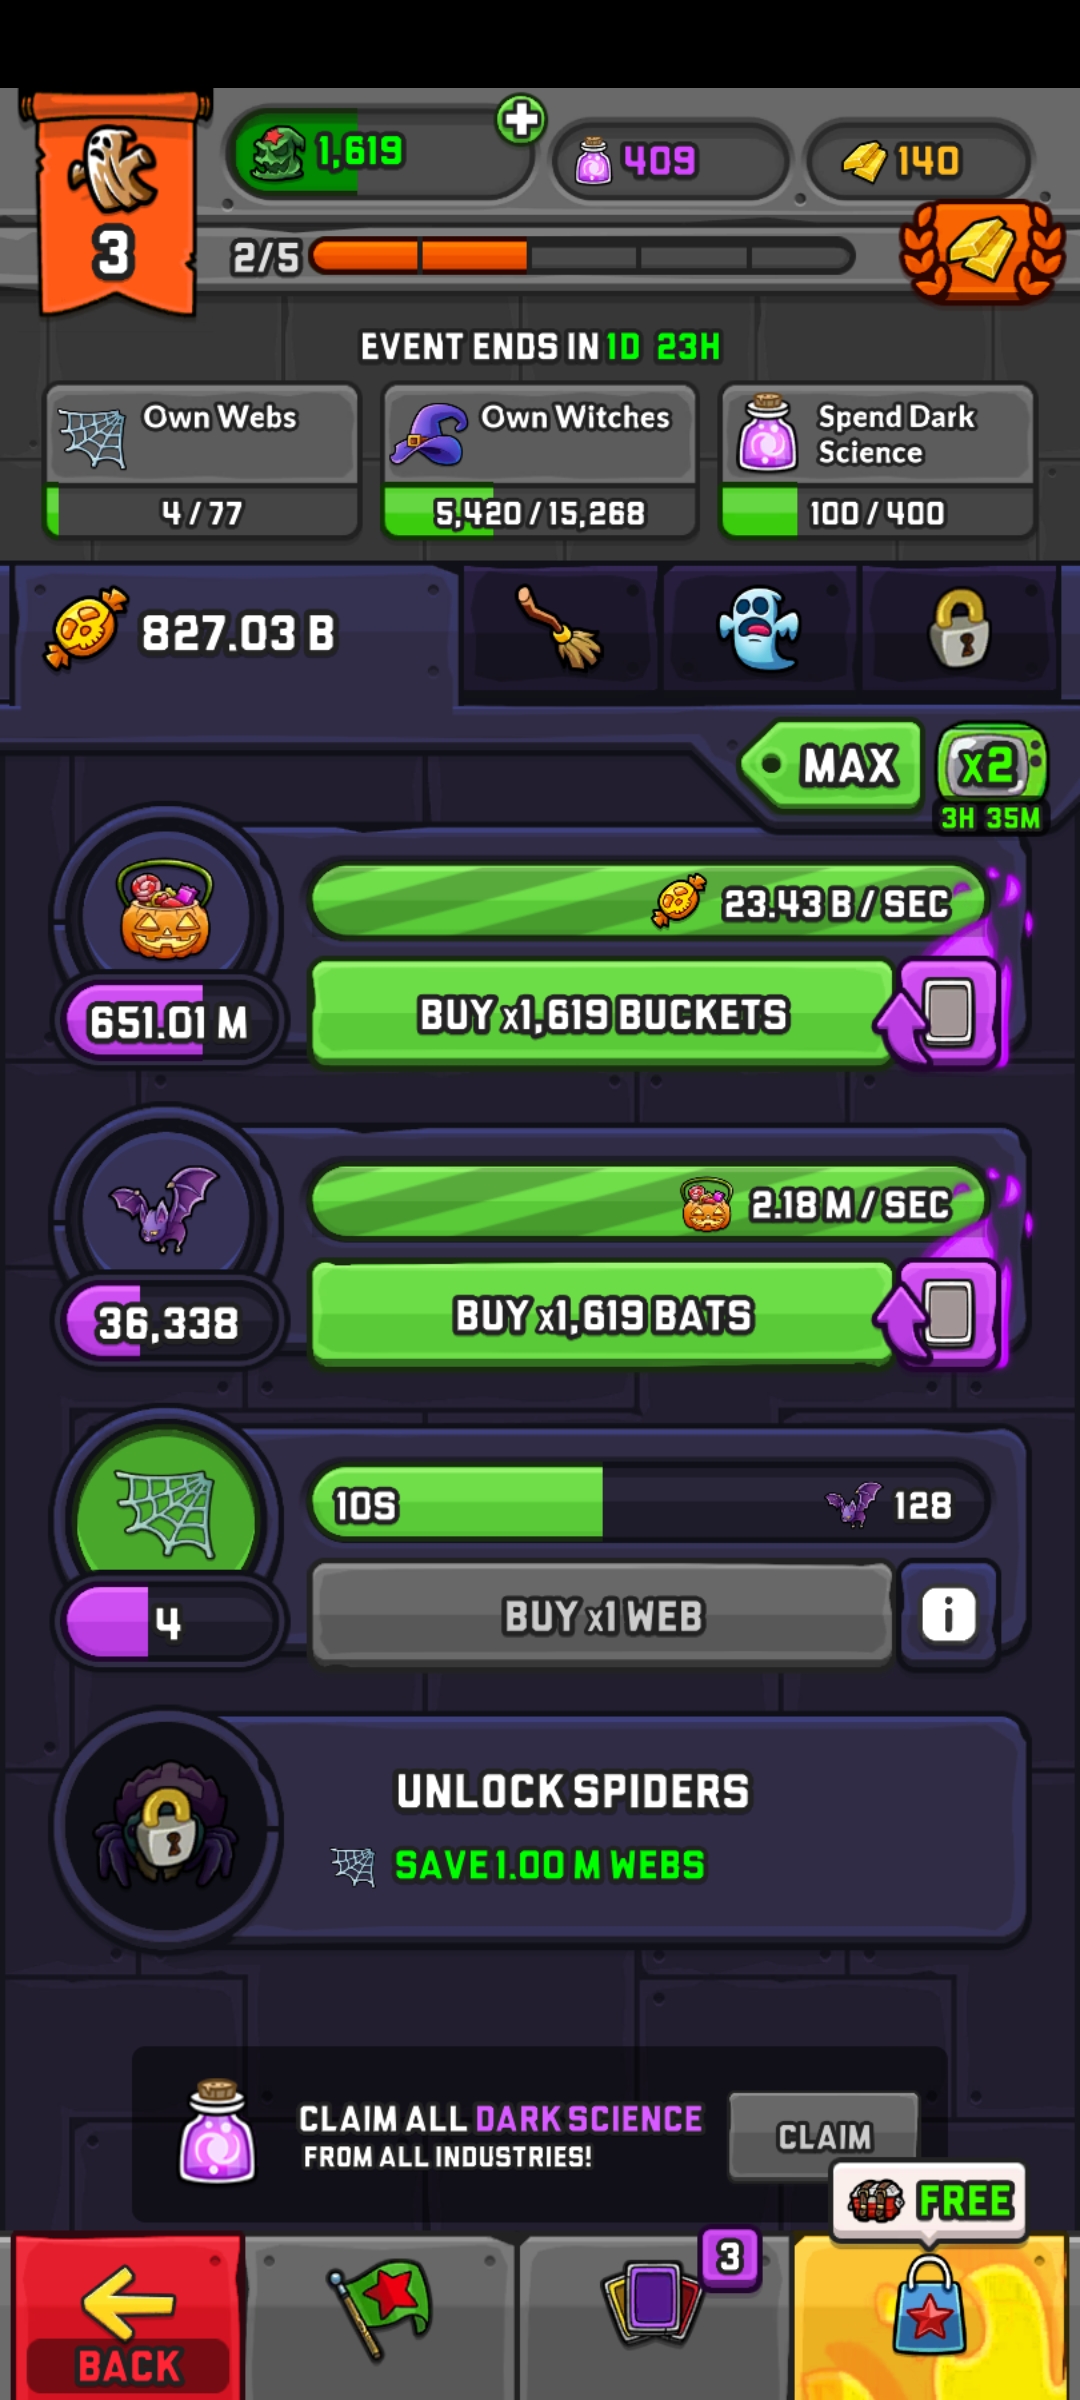 1,619
409
140
3
2/5
EVENT ENDS IN 1D 23H
Own Webs
4/77
Own Witches
5,420/15,268
Spend Dark
Science
100/400
827.03 B
MAX
x2
3H 35M
23.43 B/SEC
651.01 M
BUY x1,619 BUCKETS
2.18 M/SEC
36,338
BUY x1,619 BATS
10S
128
4
BUY x1 WEB
i
UNLOCK SPIDERS
SAVE 1.00 M WEBS
CLAIM ALL DARK SCIENCE
FROM ALL INDUSTRIES!
CLAIM
FREE
3
BACK